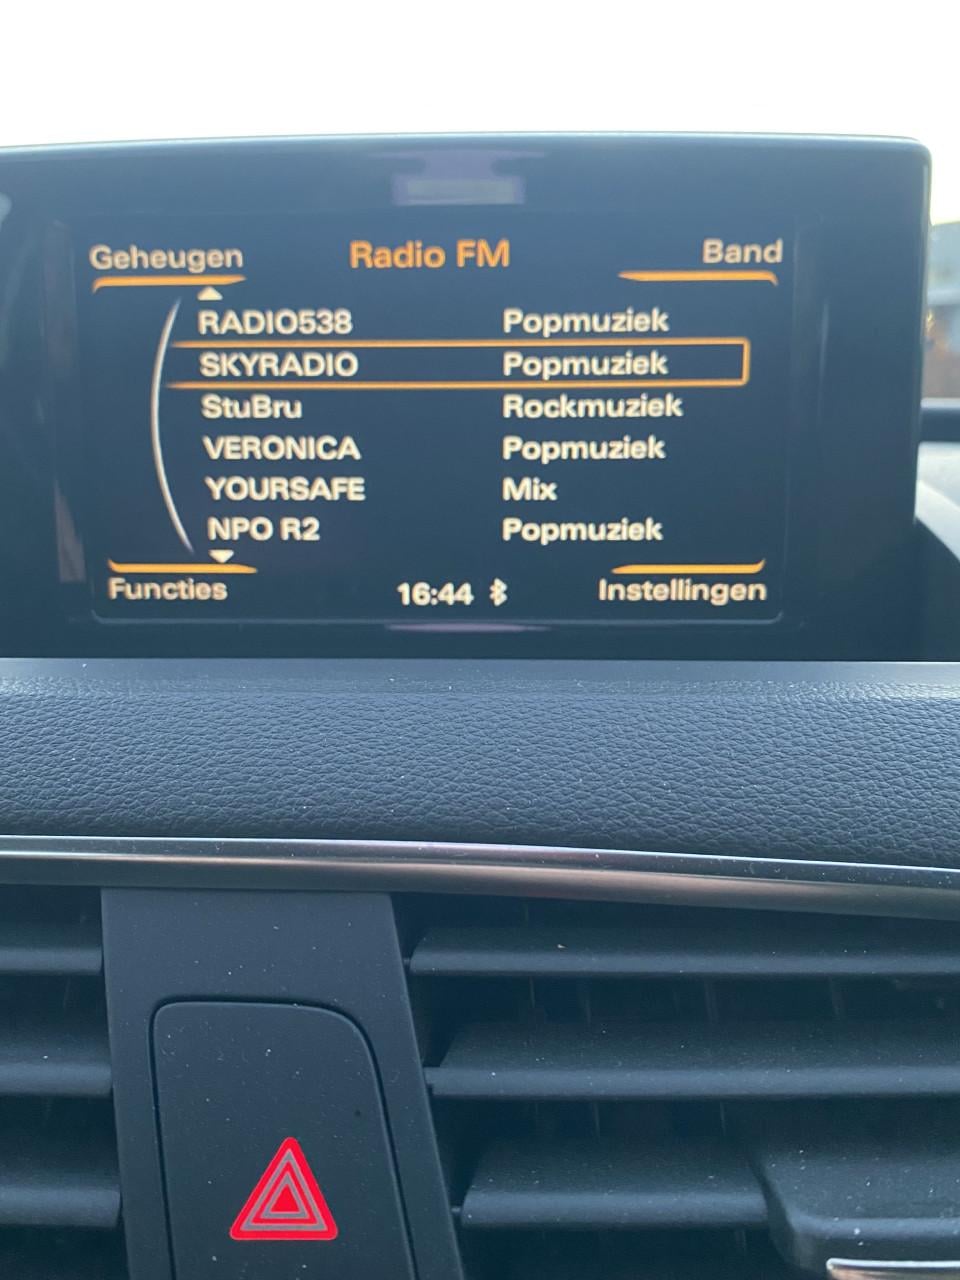 Geheugen Radio FM Band
RADIO538 Popmuziek
SKYRADIO Popmuziek
StuBru Rockmuziek
VERONICA Popmuziek
YOURSAFE Mix
NPO R2 Popmuziek
Functies 16:44 Instellingen